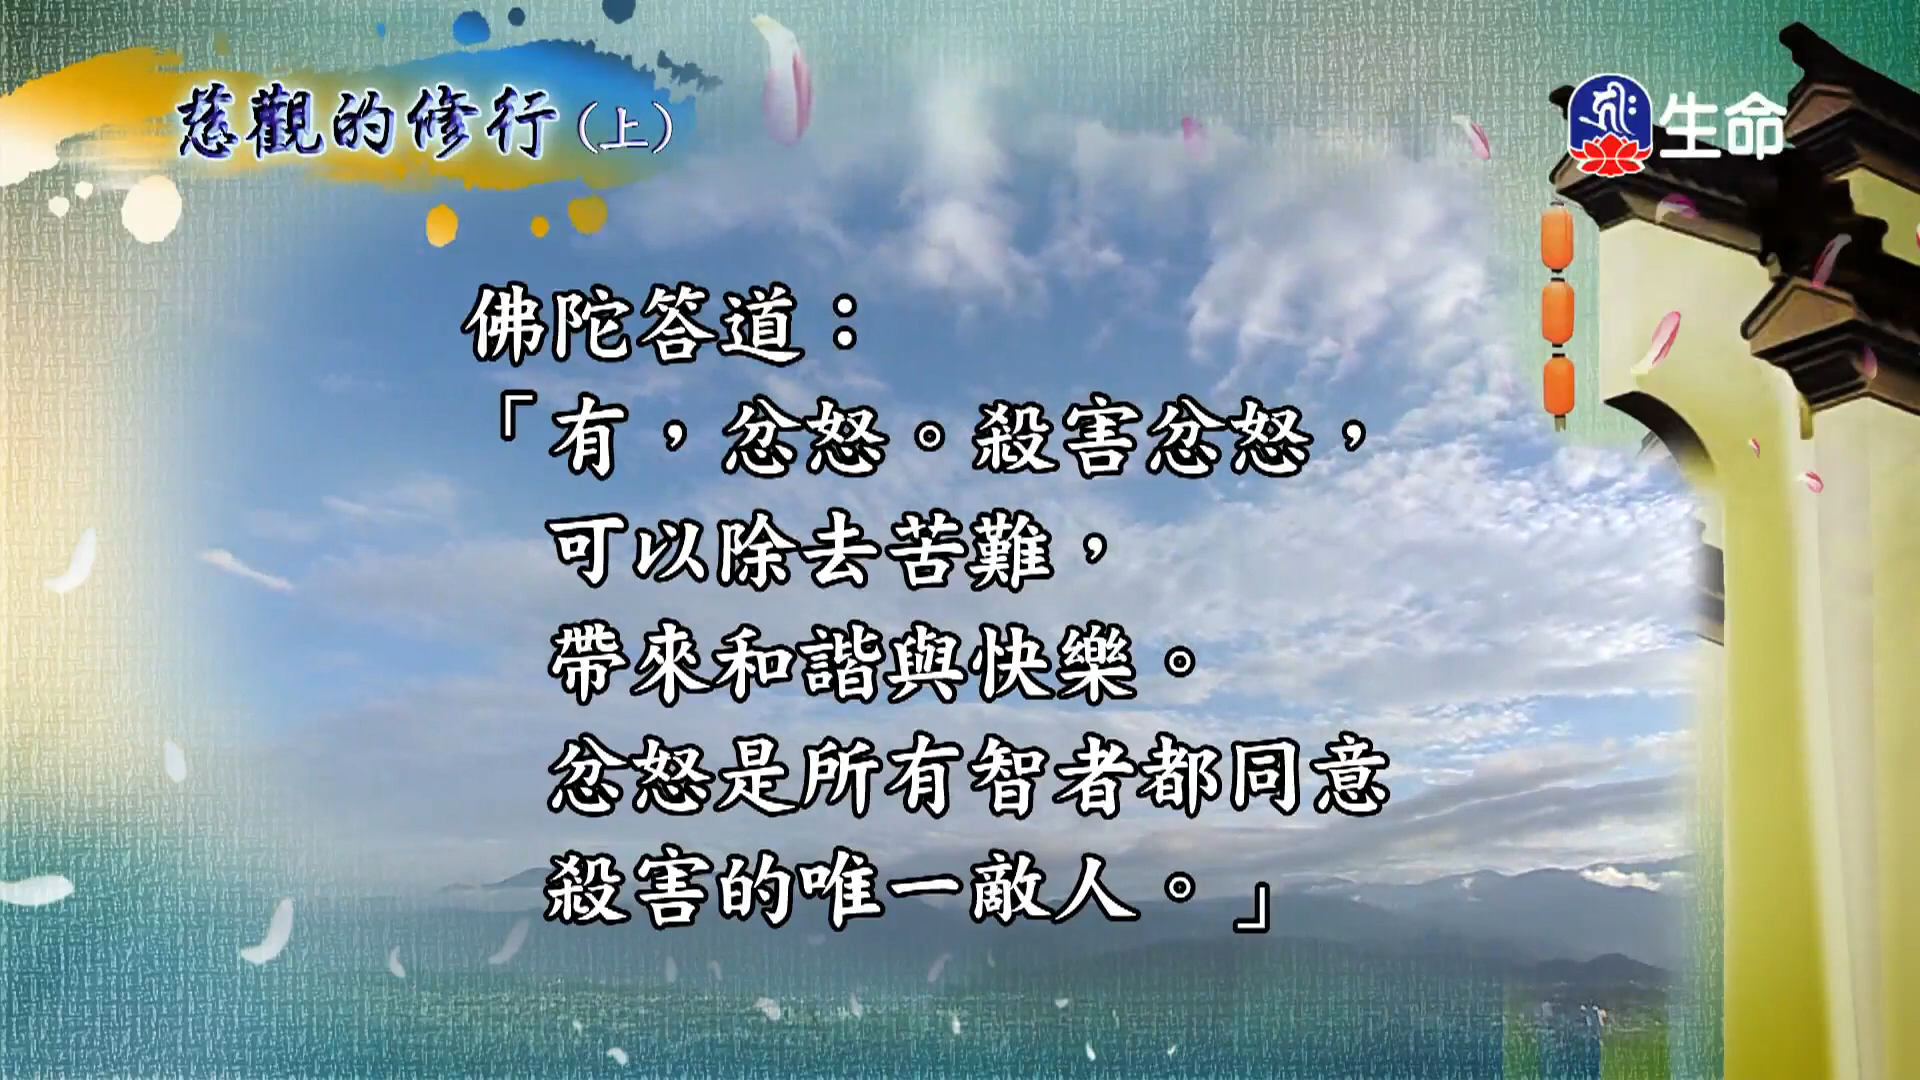 慈觀的修行(上)
生命
佛陀答道：
「有，忿怒。殺害忿怒，
可以除去苦難，
帶來和諧與快樂。
忿怒是所有智者都同意
殺害的唯一敵人。」